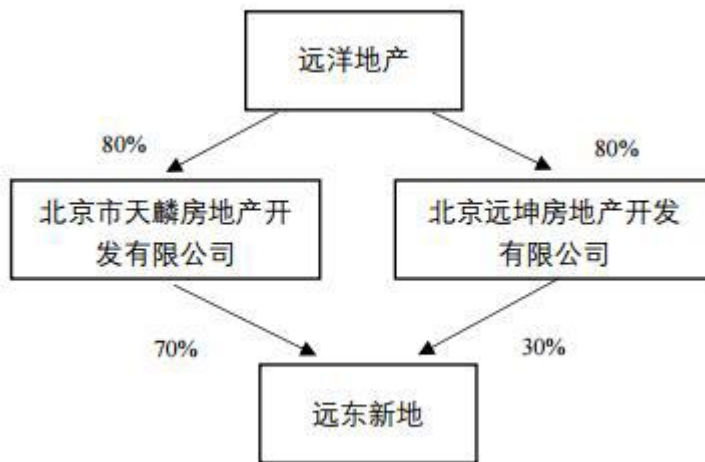 远洋地产
80%
80%
北京市天麟房地产开
发有限公司
北京远坤房地产开发
有限公司
70%
30%
远东新地